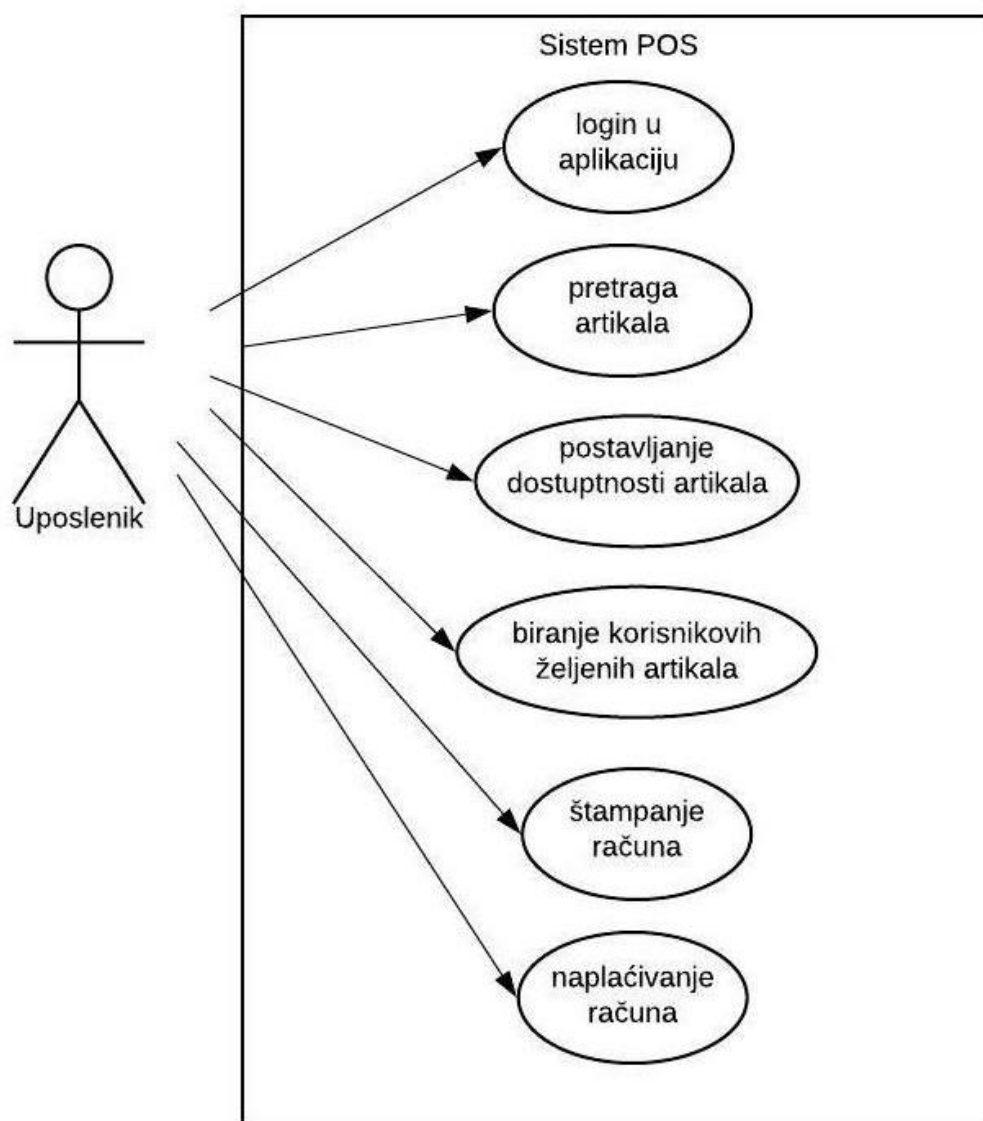 Sistem POS
login u
aplikaciju
pretraga
artikala
postavljanje
dostuptnosti artikala
Uposlenik
biranje korisnikovih
željenih artikala
štampanje
računa
naplaćivanje
računa